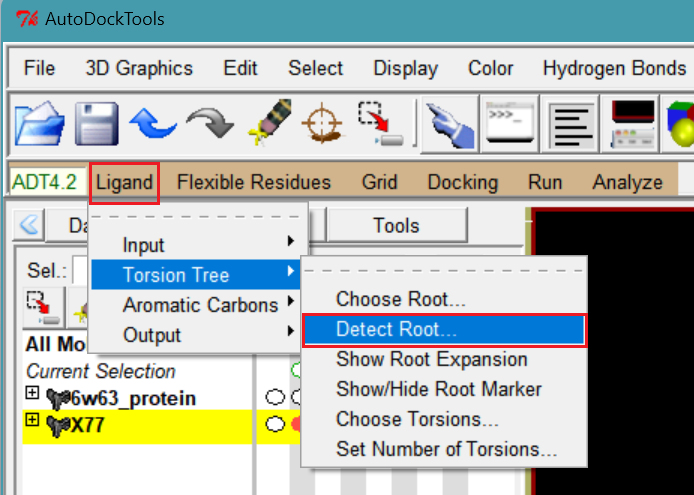 AutoDockTools
File 3D Graphics Edit Select Display Color Hydrogen Bonds
>>>_
ADT4.2 Ligand Flexible Residues Grid Docking Run Analyze
Tools
Input
Sel.: Torsion Tree
Choose Root...
Aromatic Carbons
Detect Root...
Output
All Mo
Show Root Expansion
Current Selection
Show/Hide Root Marker
6w63_protein
Choose Torsions...
X77
Set Number of Torsions...